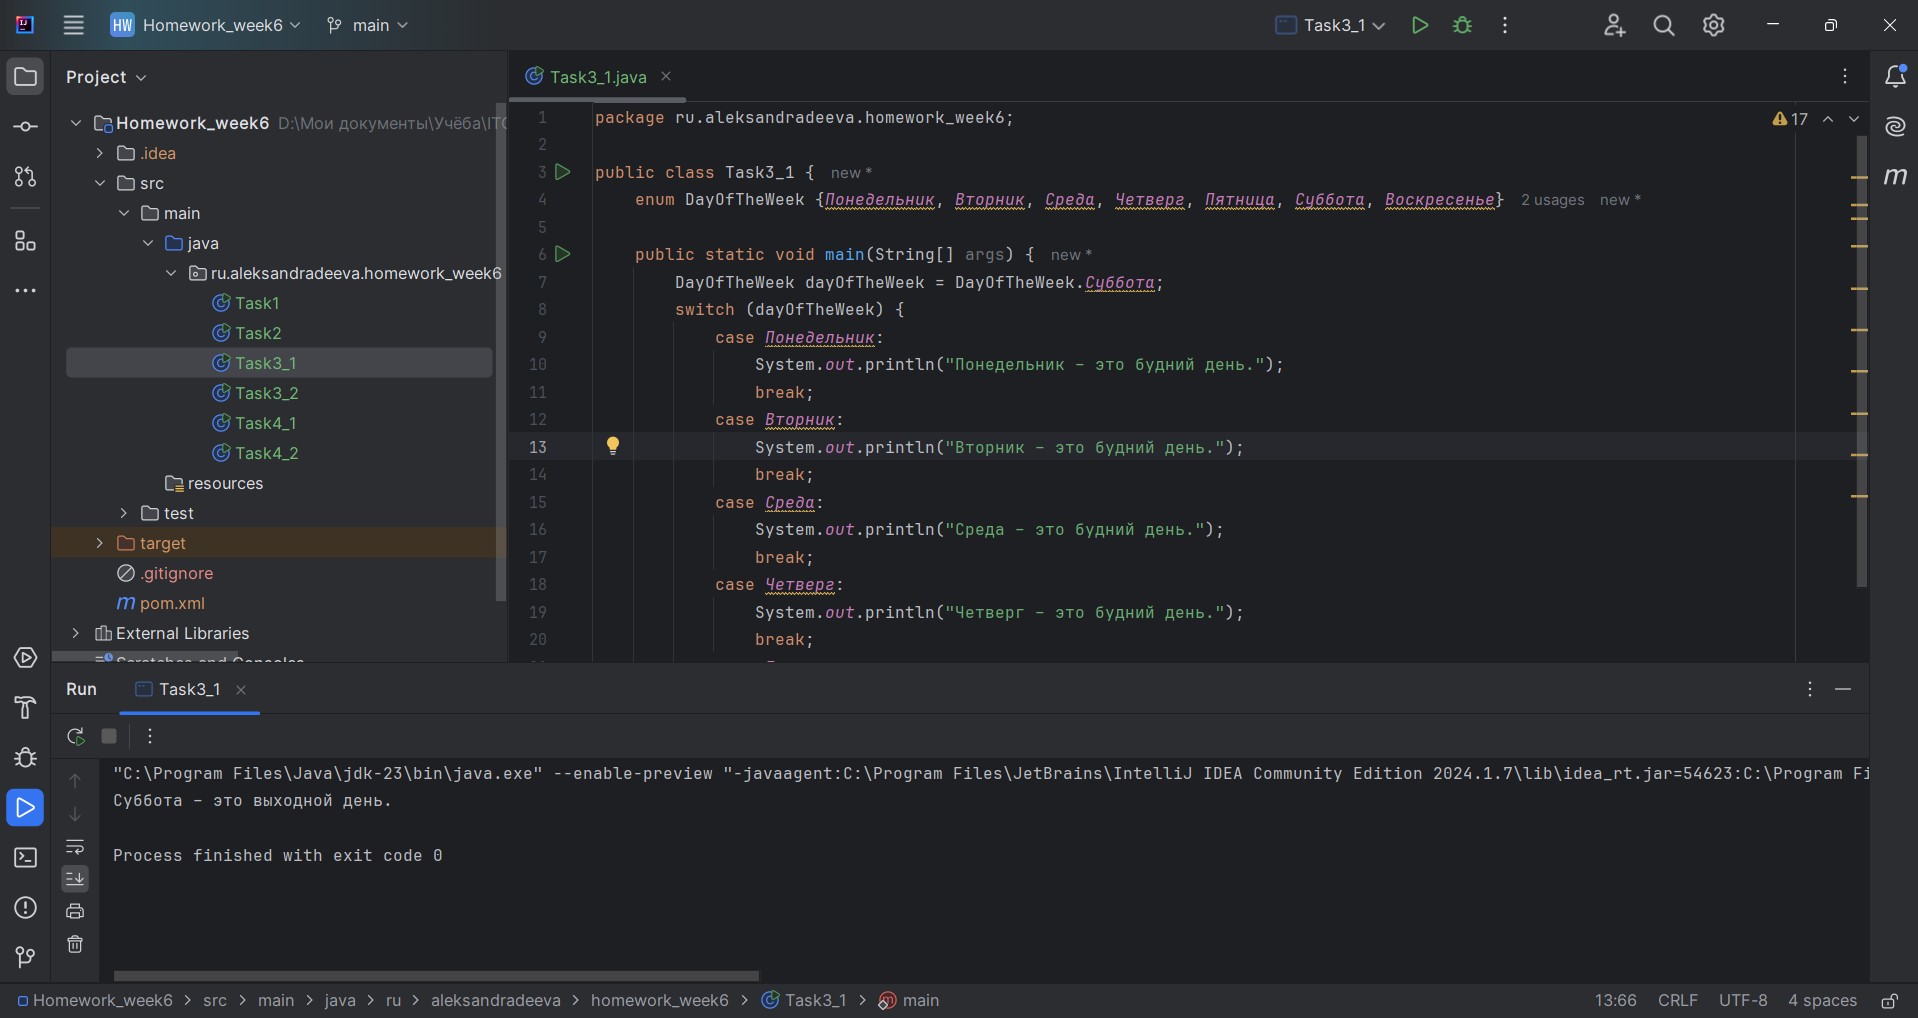 HW Homework_week6 main Task3_1
Project
Task3_1.java
Homework_week6 D:\Мои документы\Учёба\ITC
.idea
src
main
java
ru.aleksandradeeva.homework_week6
Task1
Task2
Task3_1
Task3_2
Task4_1
Task4_2
resources
test
target
.gitignore
m pom.xml
External Libraries
Scratches and Consoles
17
m
1 package ru.aleksandradeeva.homework_week6;
2
3 public class Task3_1 { new *
4 enum DayOfTheWeek {Понедельник, Вторник, Среда, Четверг, Пятница, Суббота, Воскресенье} 2 usages new *
5
6 public static void main(String[] args) { new *
7 DayOfTheWeek dayOfTheWeek = DayOfTheWeek.Суббота;
8 switch (dayOfTheWeek) {
9 case Понедельник:
10 System.out.println("Понедельник – это будний день.");
11 break;
12 case Вторник:
13 System.out.println("Вторник – это будний день.");
14 break;
15 case Среда:
16 System.out.println("Среда – это будний день.");
17 break;
18 case Четверг:
19 System.out.println("Четверг – это будний день.");
20 break;
Run Task3_1
"C:\Program Files\Java\jdk-23\bin\java.exe" --enable-preview "-javaagent:C:\Program Files\JetBrains\IntelliJ IDEA Community Edition 2024.1.7\lib\idea_rt.jar=54623:C:\Program Fi
Суббота – это выходной день.
Process finished with exit code 0
Homework_week6 > src > main > java > ru > aleksandradeeva > homework_week6 > Task3_1 > main 13:66 CRLF UTF-8 4 spaces